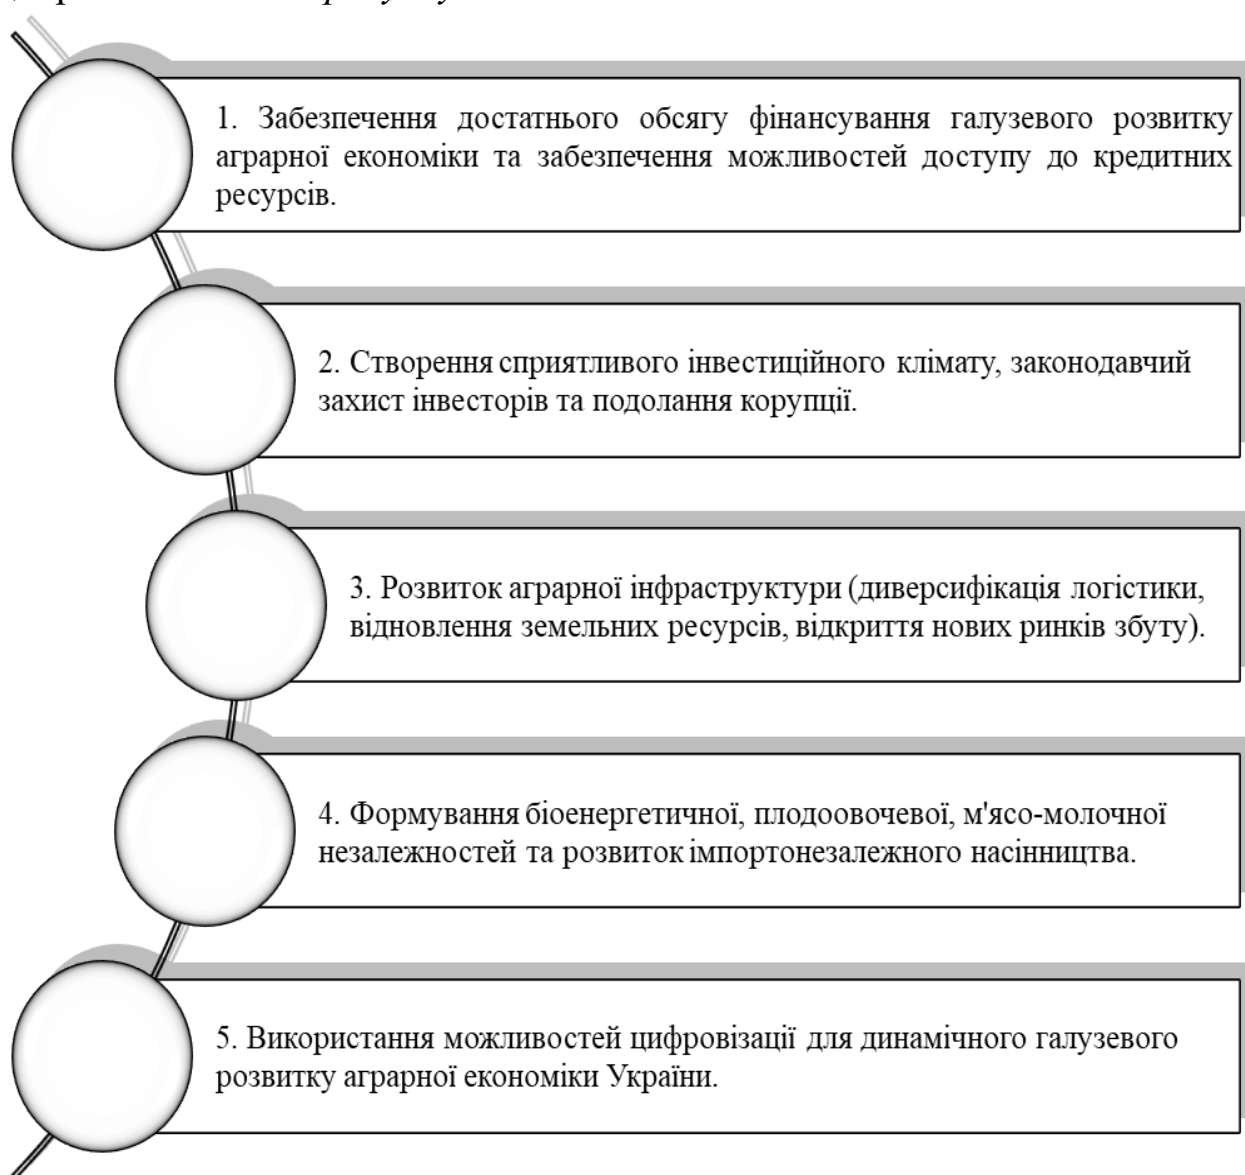 1. Забезпечення достатнього обсягу фінансування галузевого розвитку
аграрної економіки та забезпечення можливостей доступу до кредитних
ресурсів.
2. Створення сприятливого інвестиційного клімату, законодавчий
захист інвесторів та подолання корупції.
3. Розвиток аграрної інфраструктури (диверсифікація логістики,
відновлення земельних ресурсів, відкриття нових ринків збуту).
4. Формування біоенергетичної, плодоовочевої, м'ясо-молочної
незалежностей та розвиток імпортонезалежного насінництва.
5. Використання можливостей цифровізації для динамічного галузевого
розвитку аграрної економіки України.